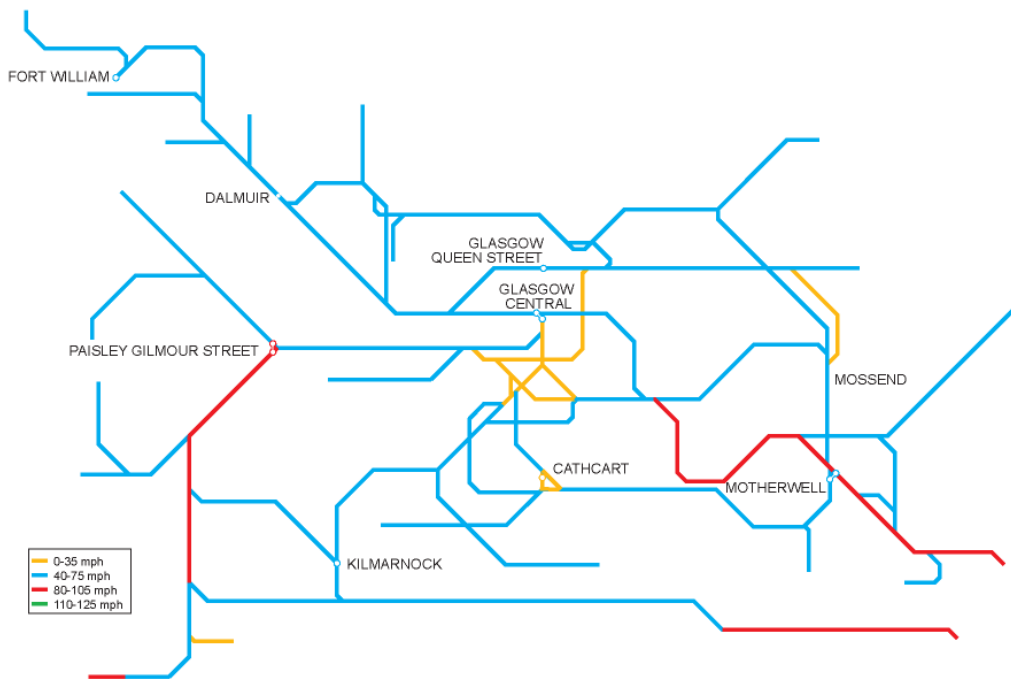 FORT WILLIAM
DALMUIR
GLASGOW
QUEEN STREET
GLASGOW
CENTRAL
PAISLEY GILMOUR STREET
MOSSEND
CATHCART
MOTHERWELL
KILMARNOCK
0-35 mph
40-75 mph
80-105 mph
110-125 mph